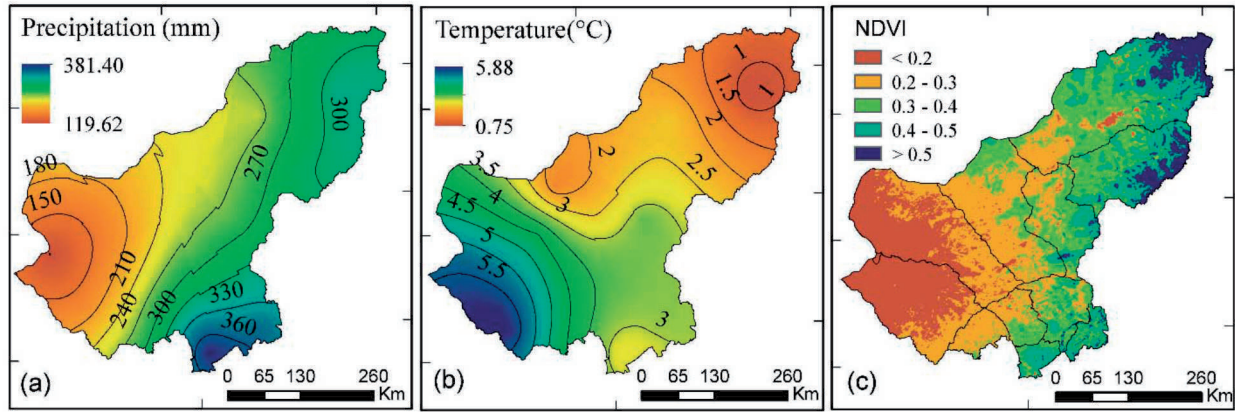 Precipitation (mm)
381.40
119.62
180
150
210
240
300
270
300
330
360
(a)
0 65 130 260
Km
Temperature(°C)
5.88
0.75
3.5
4
4.5
5
5.5
2
3
2.5
2
1.5
1
1
3
(b)
0 65 130 260
Km
NDVI
< 0.2
0.2 - 0.3
0.3 - 0.4
0.4 - 0.5
> 0.5
(c)
0 65 130 260
Km